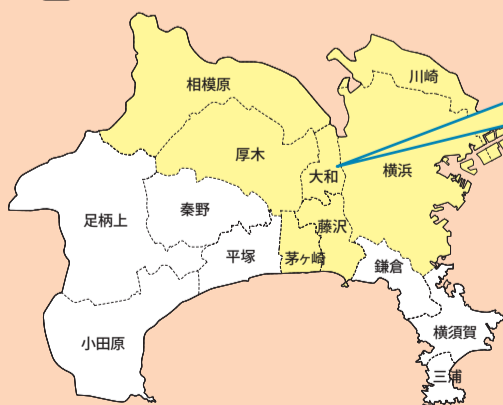 川崎
相模原
厚木
大和
横浜
秦野
足柄上
藤沢
平塚
茅ヶ崎
鎌倉
横須賀
小田原
三浦